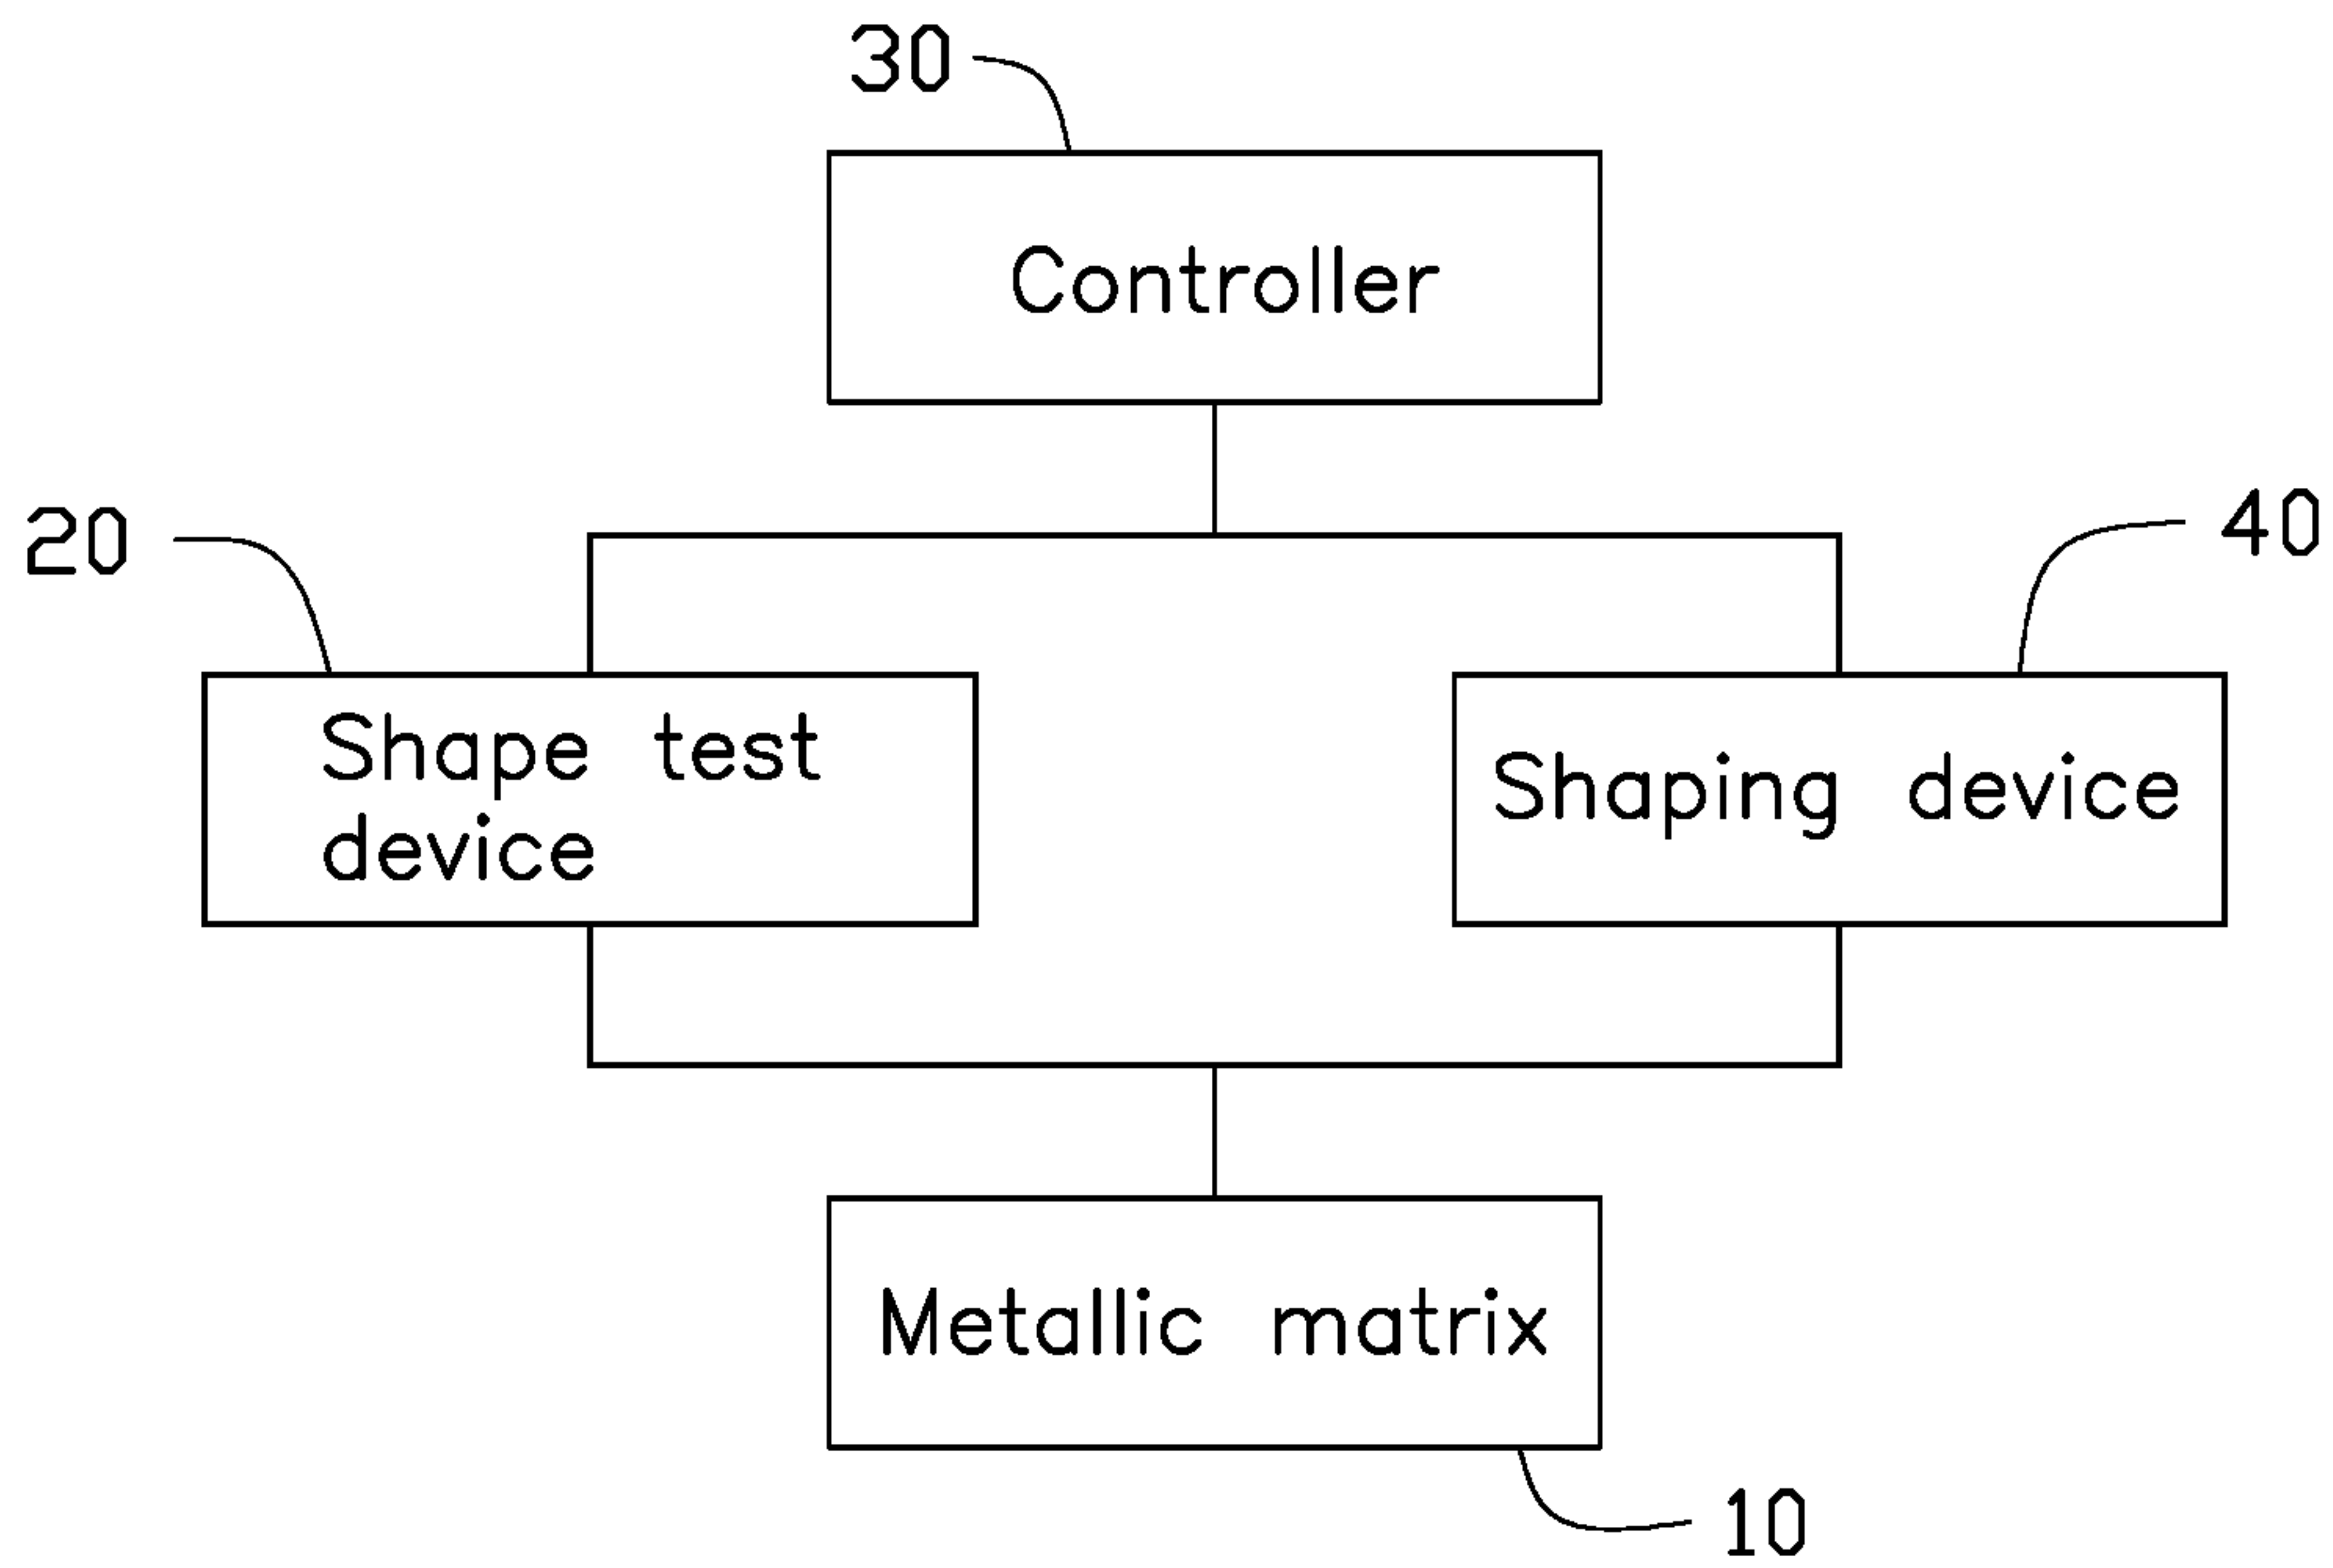 30
Controller
20
40
Shape test
device
Shaping device
Metallic matrix
10